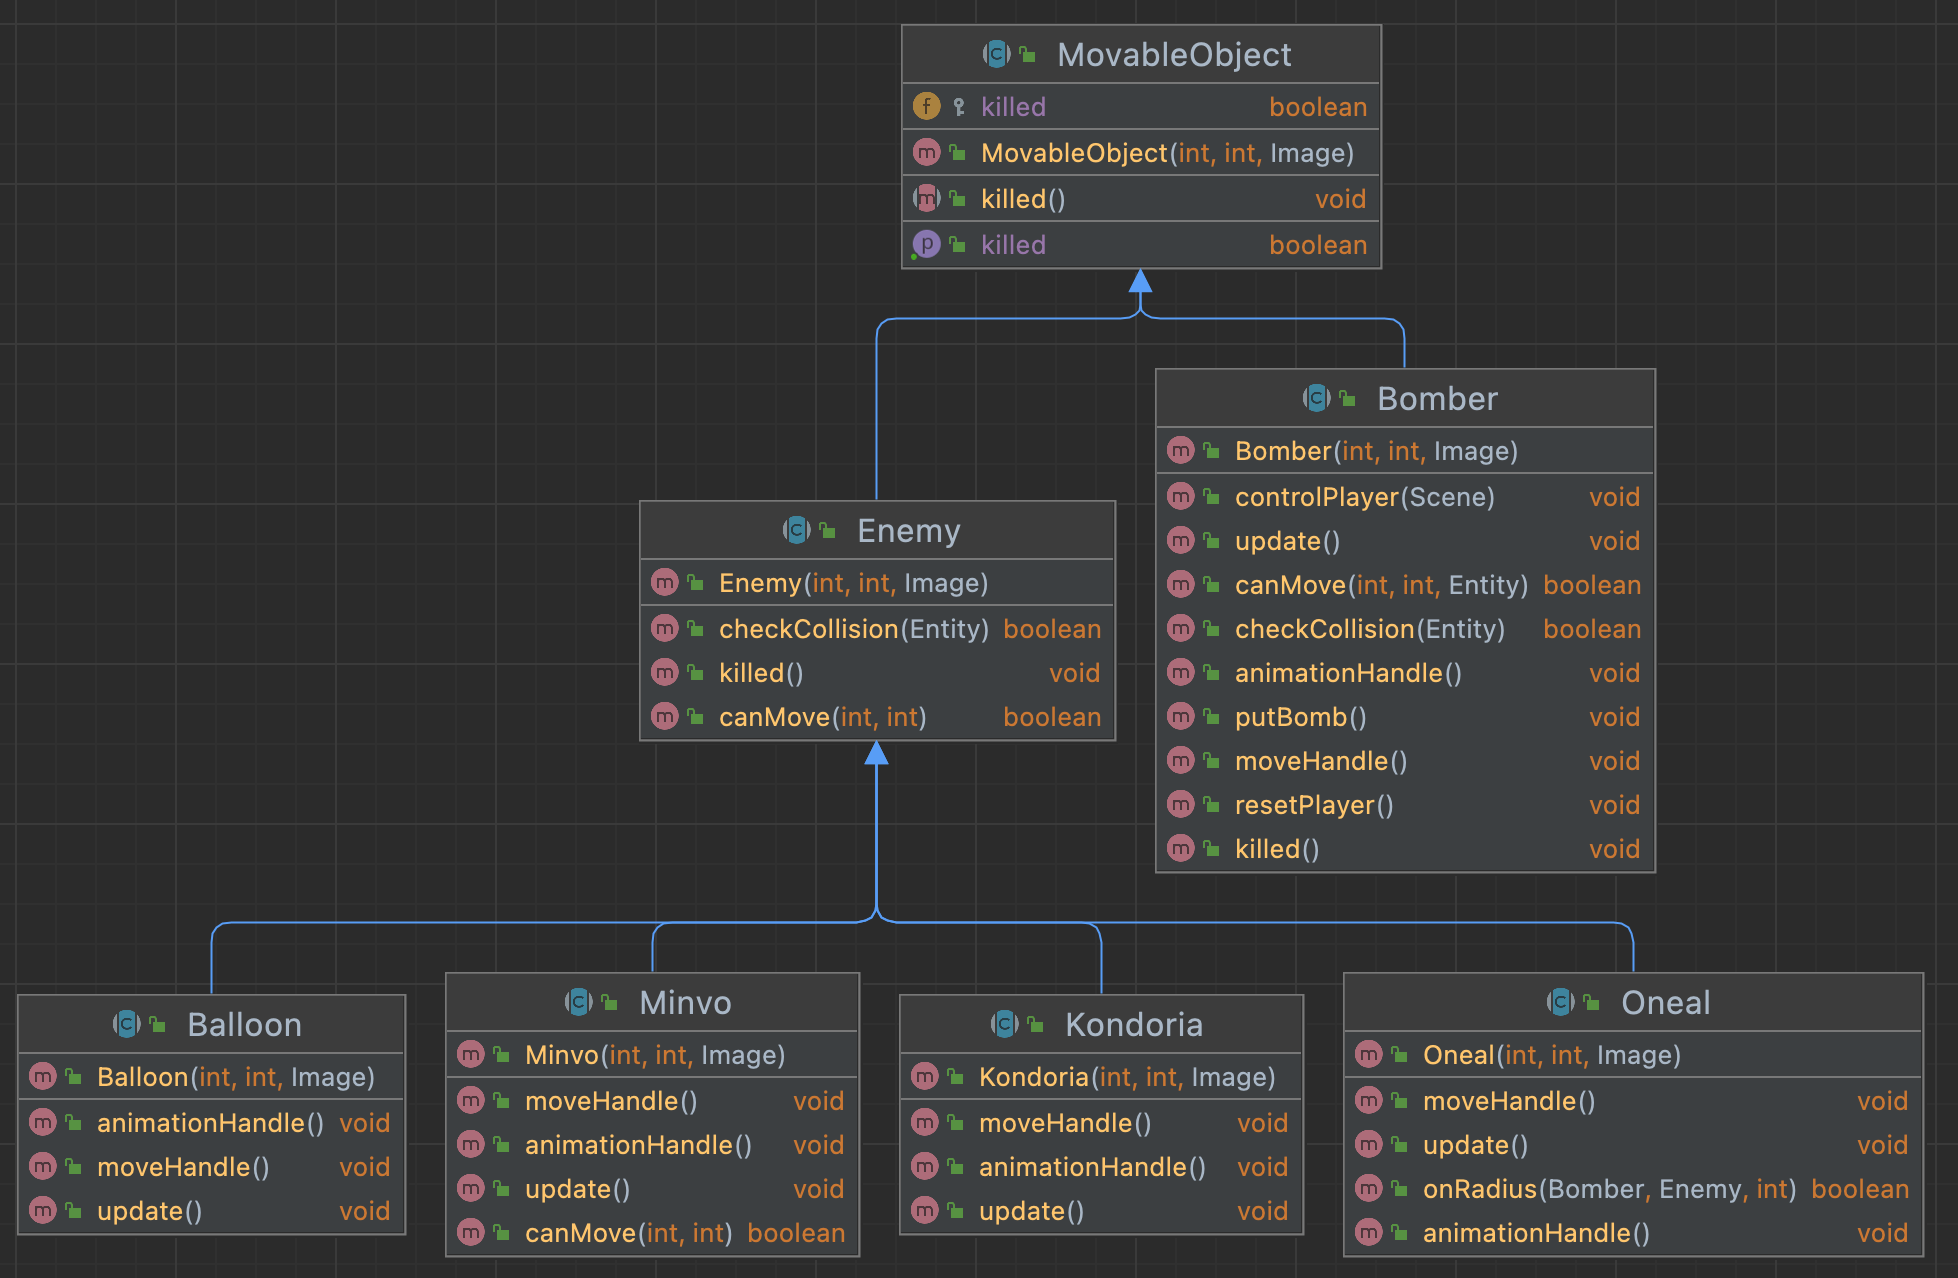 MovableObject
killed boolean
MovableObject(int, int, Image)
killed() void
killed boolean
Bomber
Bomber(int, int, Image)
controlPlayer(Scene) void
update() void
canMove(int, int, Entity) boolean
checkCollision(Entity) boolean
animationHandle() void
putBomb() void
moveHandle() void
resetPlayer() void
killed() void
Enemy
Enemy(int, int, Image)
checkCollision(Entity) boolean
killed() void
canMove(int, int) boolean
Balloon
Balloon(int, int, Image)
animationHandle() void
moveHandle() void
update() void
Minvo
Minvo(int, int, Image)
moveHandle() void
animationHandle() void
update() void
canMove(int, int) boolean
Kondoria
Kondoria(int, int, Image)
moveHandle() void
animationHandle() void
update() void
Oneal
Oneal(int, int, Image)
moveHandle() void
update() void
onRadius(Bomber, Enemy, int) boolean
animationHandle() void